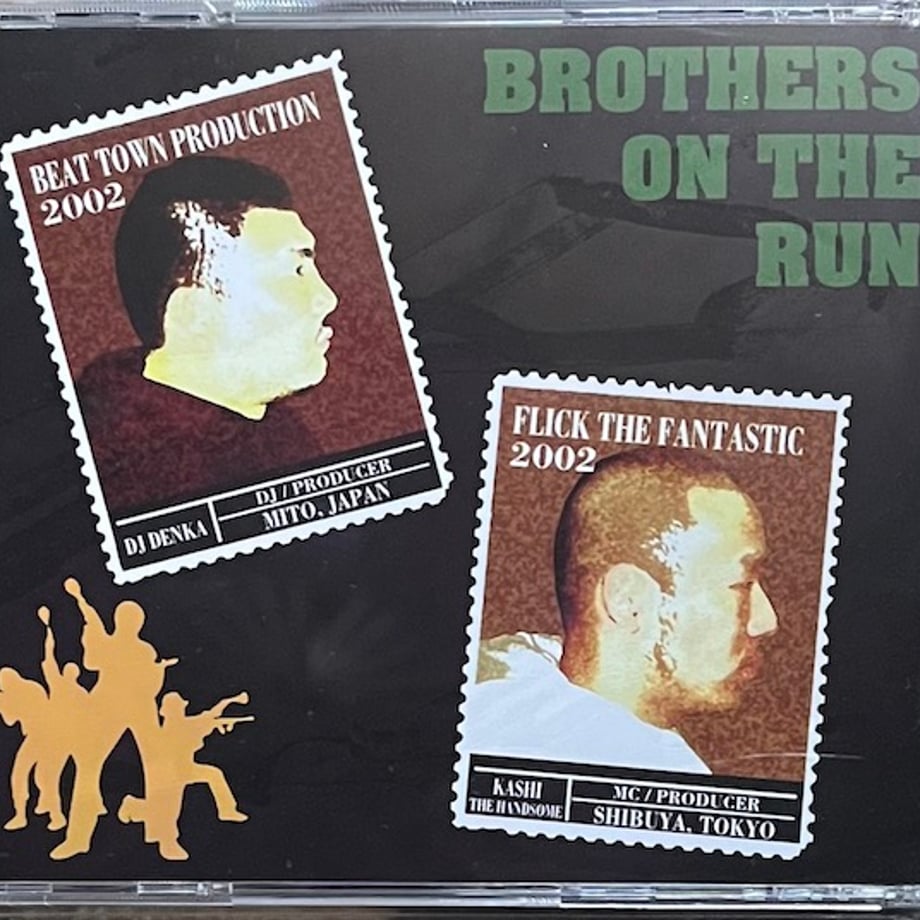 BROTHERS
ON THE
RUN
BEAT TOWN PRODUCTION
2002
DJ DENKA
DJ / PRODUCER
MITO, JAPAN
FLICK THE FANTASTIC
2002
KASHI
THE HANDSOME
MC / PRODUCER
SHIBUYA, TOKYO